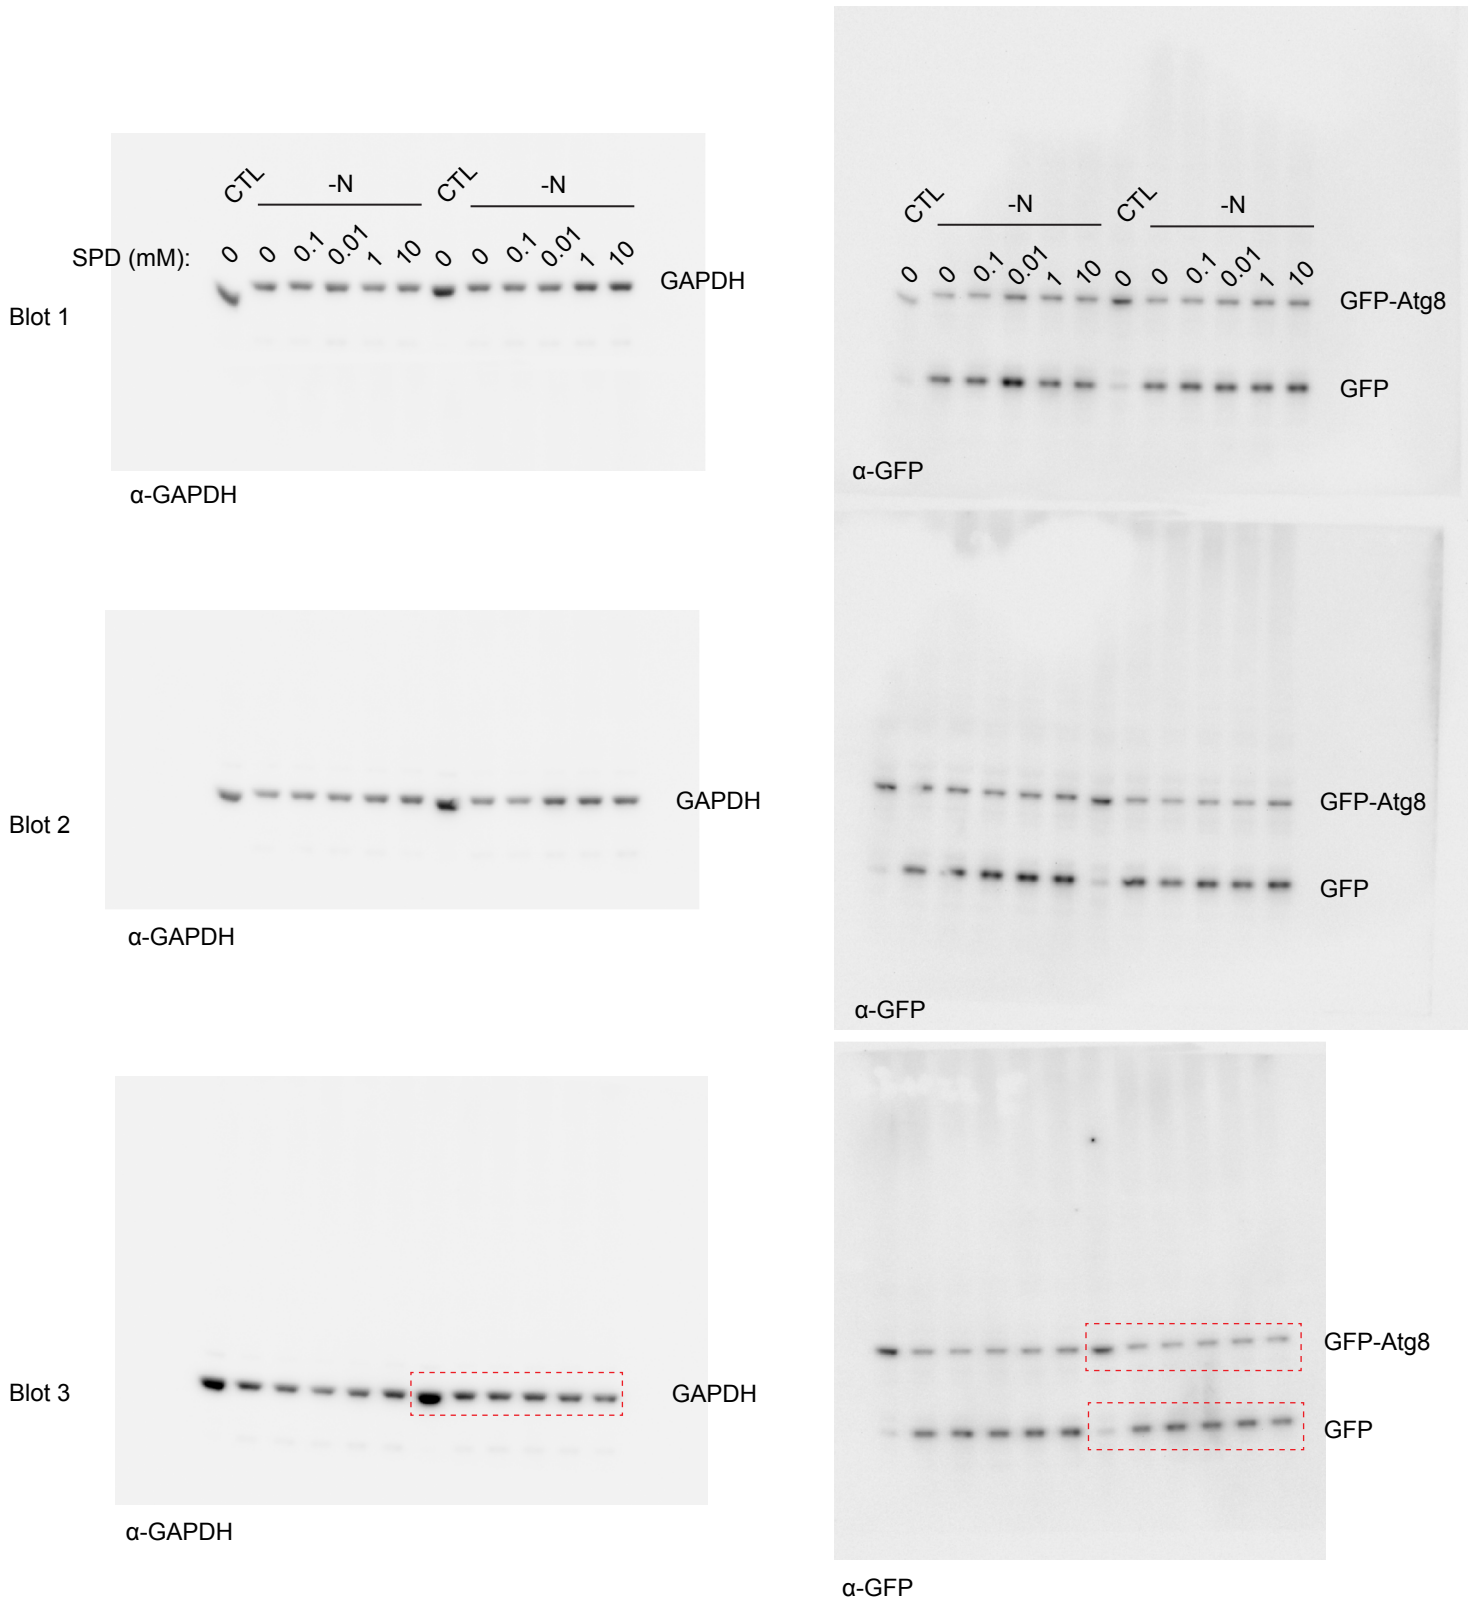 CTL -N CTL -N
SPD (mM): 0 0 0.1 0.01 1 10 0 0 0.1 0.01 1 10
GAPDH
Blot 1
α-GAPDH
CTL -N CTL -N
0 0 0.1 0.01 1 10 0 0 0.1 0.01 1 10
GFP-Atg8
GFP
α-GFP
GAPDH
Blot 2
α-GAPDH
GFP-Atg8
GFP
α-GFP
Blot 3
GAPDH
α-GAPDH
GFP-Atg8
GFP
α-GFP